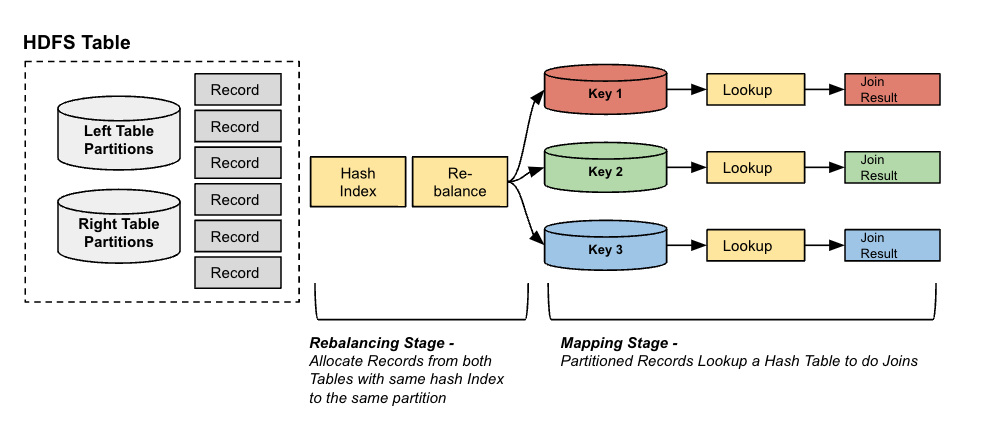 HDFS Table
Left Table
Partitions
Right Table
Partitions
Record
Record
Record
Record
Record
Record
Hash
Index
Re-
balance
Key 1
Lookup
Join
Result
Key 2
Lookup
Join
Result
Key 3
Lookup
Join
Result
Rebalancing Stage -
Allocate Records from both
Tables with same hash Index
to the same partition
Mapping Stage -
Partitioned Records Lookup a Hash Table to do Joins